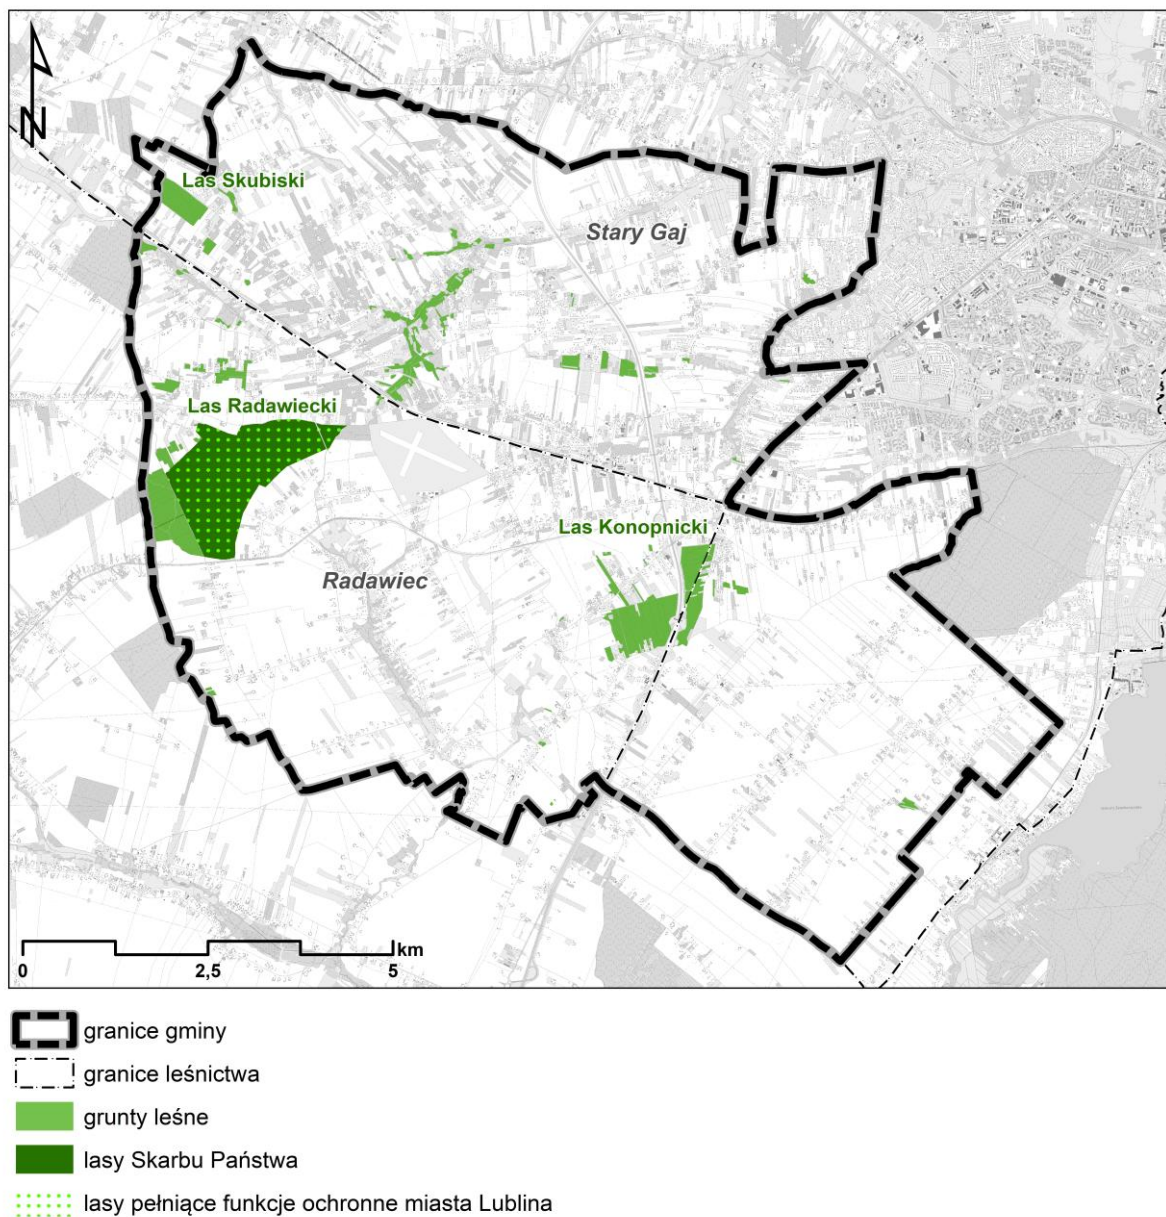 N
Las Skubiski
Stary Gaj
Las Radawiecki
Las Konopnicki
Radawiec
km
0 2,5 5
granice gminy
granice leśnictwa
grunty leśne
lasy Skarbu Państwa
lasy pełniące funkcje ochronne miasta Lublina